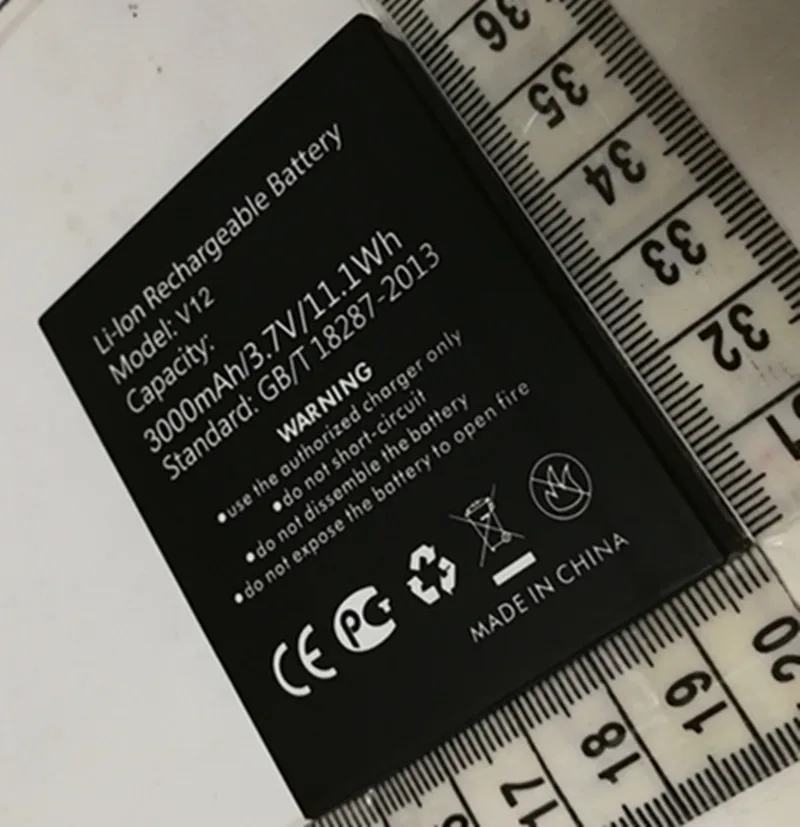 Li-Ion Rechargeable Battery
Model: V12
Capacity:
3000mAh/3.7V/11.1Wh
Standard: GB/T 18287-2013
WARNING
•use the authorized charger only
•do not short-circuit
•do not dissemble the battery
•do not expose the battery to open fire
CE PCT
MADE IN CHINA
36
35
34
33
32
17
18
19
20